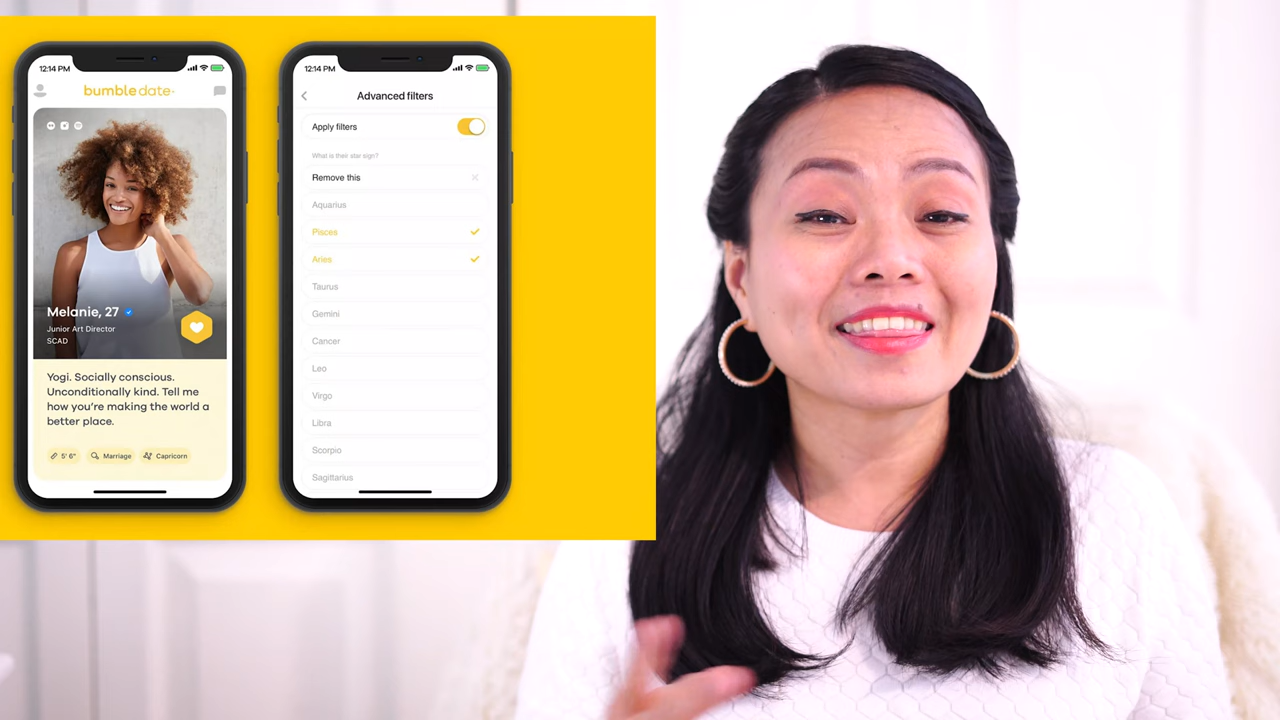 12:14 PM
bumble date
Melanie, 27
Junior Art Director
SCAD
Yogi. Socially conscious.
Unconditionally kind. Tell me
how you're making the world a
better place.
5' 6"
Marriage
Capricorn
12:14 PM
Advanced filters
Apply filters
What is their star sign?
Remove this
Aquarius
Pisces
Aries
Taurus
Gemini
Cancer
Leo
Virgo
Libra
Scorpio
Sagittarius